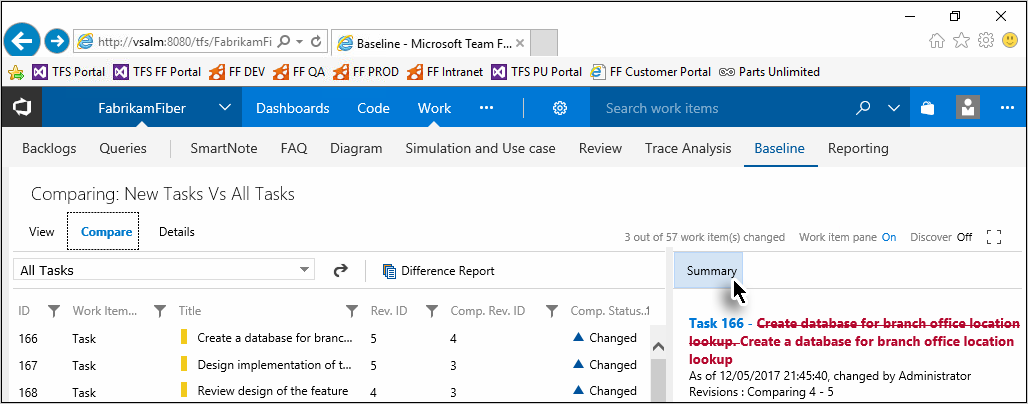 http://vsalm:8080/tfs/FabrikamFi
Baseline - Microsoft Team F...
TFS Portal TFS FF Portal FF DEV FF QA FF PROD FF Intranet TFS PU Portal FF Customer Portal Parts Unlimited
FabrikamFiber Dashboards Code Work ... Search work items ...
Backlogs Queries SmartNote FAQ Diagram Simulation and Use case Review Trace Analysis Baseline Reporting
Comparing: New Tasks Vs All Tasks
View Compare Details
3 out of 57 work item(s) changed Work item pane On Discover Off
All Tasks Difference Report
Summary
ID Work Item... Title Rev. ID Comp. Rev. ID Comp. Status..
166 Task Create a database for branc... 5 4 Changed
167 Task Design implementation of t... 5 3 Changed
168 Task Review design of the feature 4 3 Changed
Task 166 - Create database for branch office location
lookup. Create a database for branch office location
lookup
As of 12/05/2017 21:45:40, changed by Administrator
Revisions : Comparing 4 - 5